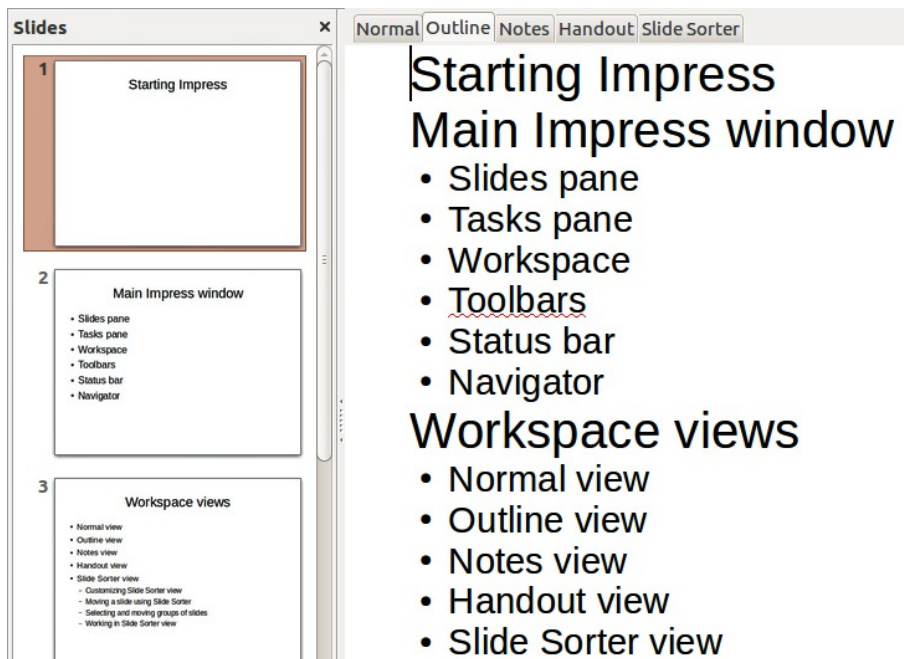 Slides ×
1
Starting Impress
2
Main Impress window
• Slides pane
• Tasks pane
• Workspace
• Toolbars
• Status bar
• Navigator
3
Workspace views
• Normal view
• Outline view
• Notes view
• Handout view
• Slide Sorter view
– Customizing Slide Sorter view
– Moving a slide using Slide Sorter
– Selecting and moving groups of slides
– Working in Slide Sorter view
Normal Outline Notes Handout Slide Sorter
Starting Impress
Main Impress window
• Slides pane
• Tasks pane
• Workspace
• Toolbars
• Status bar
• Navigator
Workspace views
• Normal view
• Outline view
• Notes view
• Handout view
• Slide Sorter view